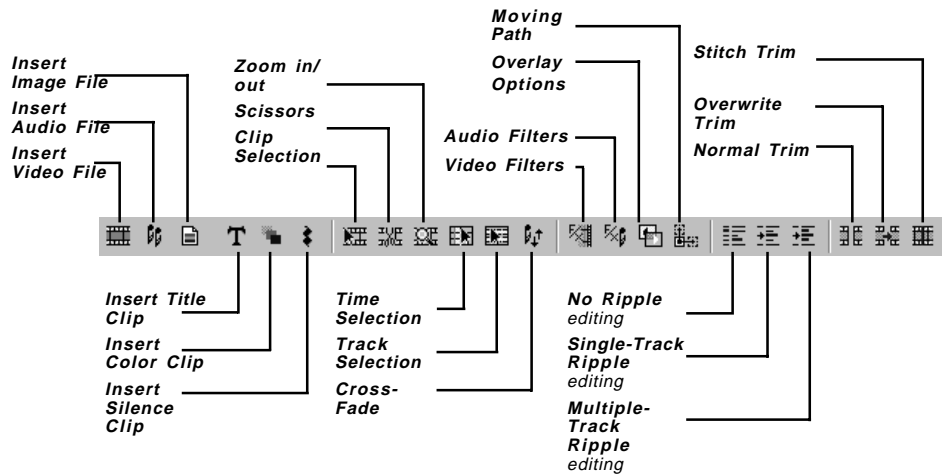 Insert
Image File
Insert
Audio File
Insert
Video File
Zoom in/
out
Scissors
Clip
Selection
Moving
Path
Overlay
Options
Audio Filters
Video Filters
Stitch Trim
Overwrite
Trim
Normal Trim
T
Insert Title
Clip
Insert
Color Clip
Insert
Silence
Clip
Time
Selection
Track
Selection
Cross-
Fade
No Ripple
editing
Single-Track
Ripple
editing
Multiple-
Track
Ripple
editing